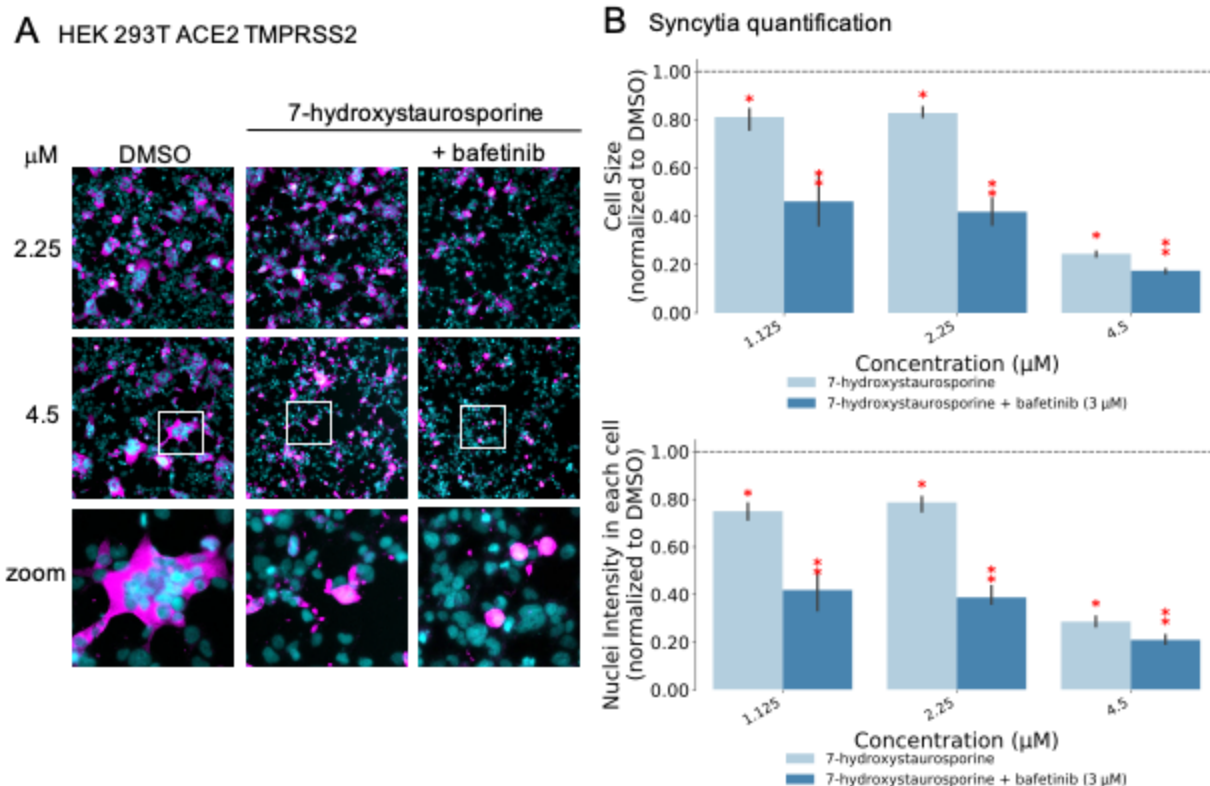 A HEK 293T ACE2 TMPRSS2
7-hydroxystaurosporine
μM DMSO + bafetinib
2.25
4.5
zoom
B Syncytia quantification
Cell Size
(normalized to DMSO)
1.00
0.80
0.60
0.40
0.20
0.00
* ** * ** * **
1.125 2.25 4.5
Concentration (μM)
7-hydroxystaurosporine
7-hydroxystaurosporine + bafetinib (3 μM)
Nuclei Intensity in each cell
(normalized to DMSO)
1.00
0.80
0.60
0.40
0.20
0.00
* ** * ** * **
1.125 2.25 4.5
Concentration (μM)
7-hydroxystaurosporine
7-hydroxystaurosporine + bafetinib (3 μM)